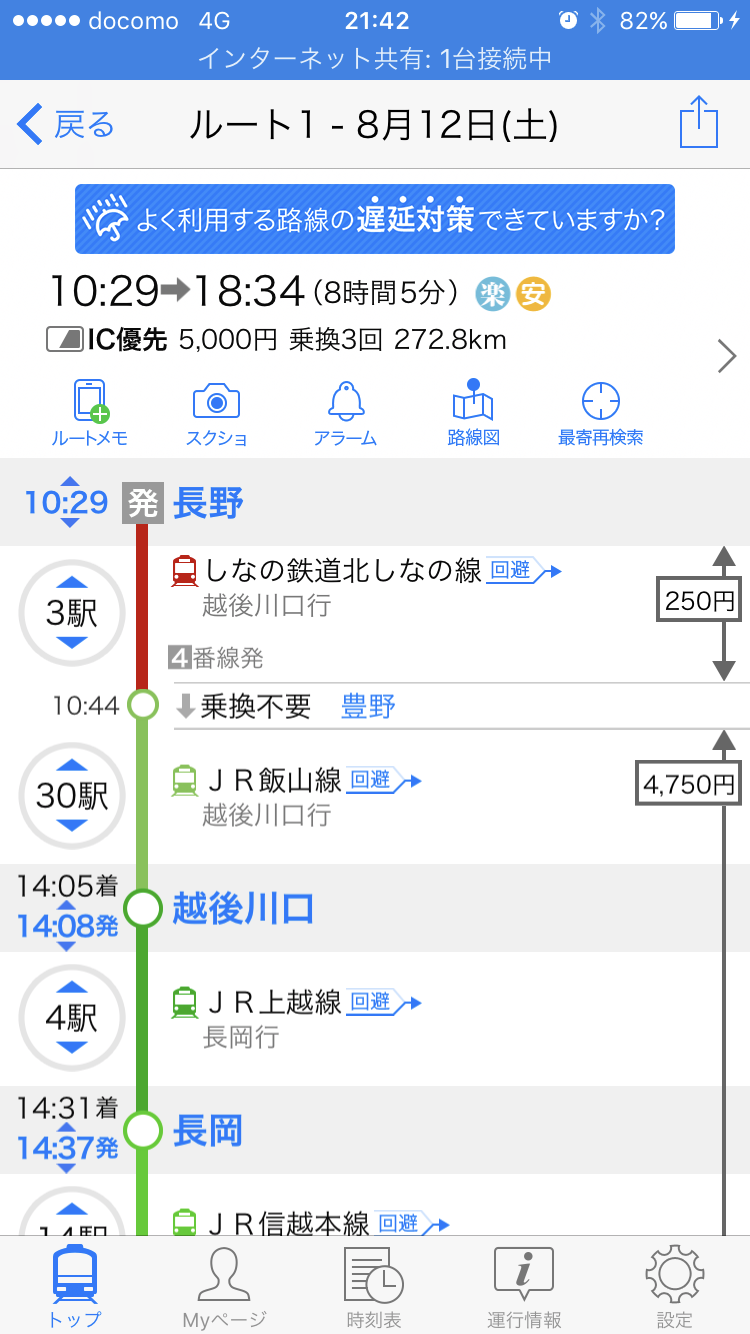 docomo 4G 21:42 82%
インターネット共有: 1台接続中
戻る ルート1 - 8月12日(土)
よく利用する路線の遅延対策できていますか?
10:29➡18:34 (8時間5分) 楽 安
IC優先 5,000円 乗換3回 272.8km
ルートメモ スクショ アラーム 路線図 最寄再検索
10:29 発 長野
しなの鉄道北しなの線 回避
3駅 越後川口行 250円
4番線発
10:44 乗換不要 豊野
JR飯山線 回避
30駅 越後川口行 4,750円
14:05着
14:08発 越後川口
JR上越線 回避
4駅 長岡行
14:31着
14:37発 長岡
JR信越本線 回避
14駅
トップ Myページ 時刻表 運行情報 設定